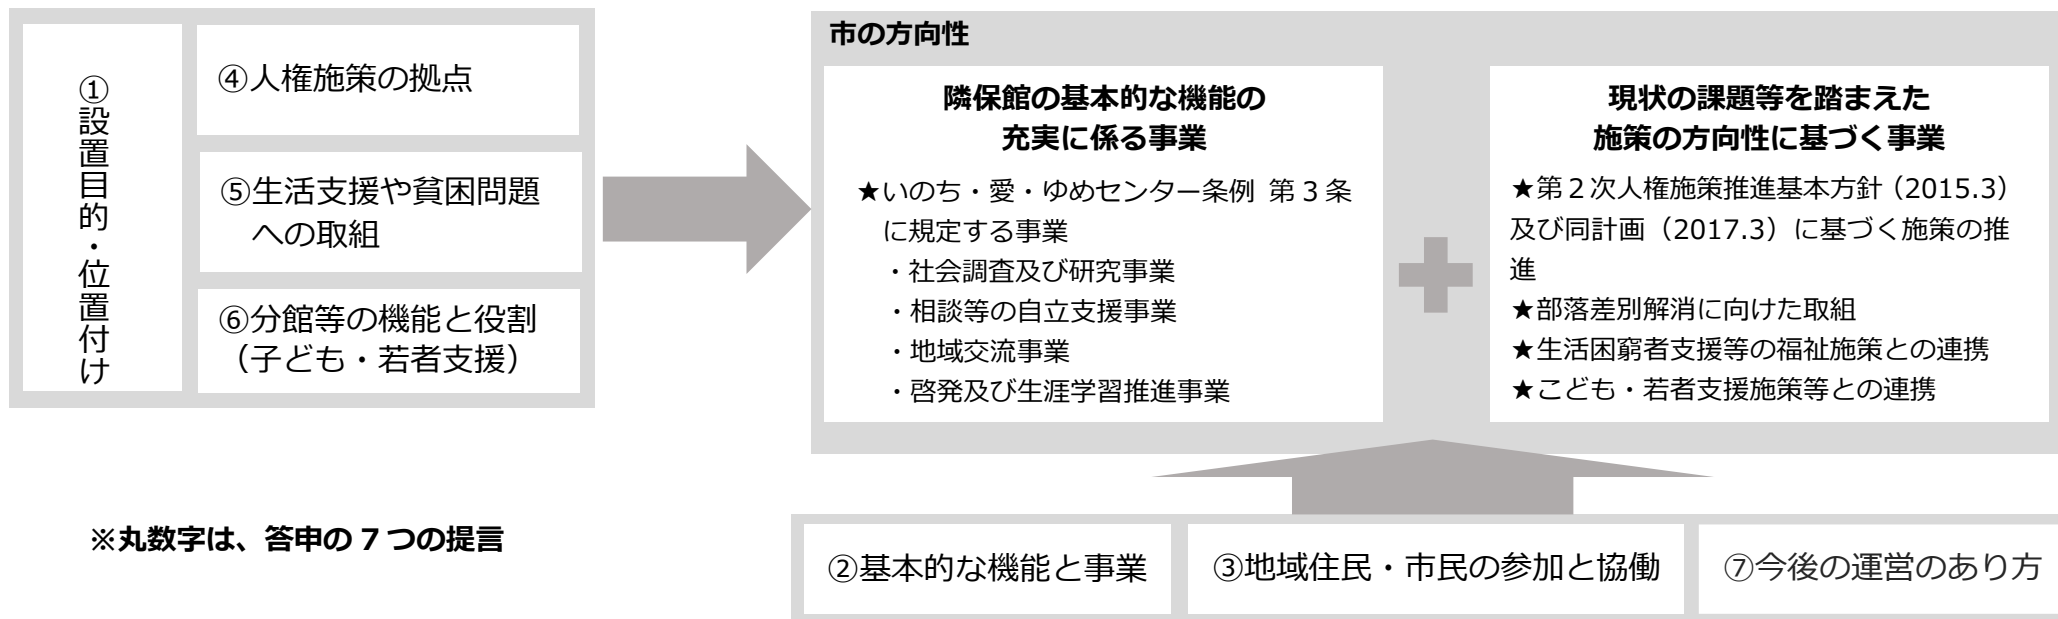 ①設置目的・位置付け
④人権施策の拠点
⑤生活支援や貧困問題
への取組
⑥分館等の機能と役割
（子ども・若者支援）
市の方向性
隣保館の基本的な機能の
充実に係る事業
★いのち・愛・ゆめセンター条例 第３条
に規定する事業
・社会調査及び研究事業
・相談等の自立支援事業
・地域交流事業
・啓発及び生涯学習推進事業
現状の課題等を踏まえた
施策の方向性に基づく事業
★第２次人権施策推進基本方針（2015.3）
及び同計画（2017.3）に基づく施策の推
進
★部落差別解消に向けた取組
★生活困窮者支援等の福祉施策との連携
★こども・若者支援施策等との連携
※丸数字は、答申の７つの提言
②基本的な機能と事業
③地域住民・市民の参加と協働
⑦今後の運営のあり方